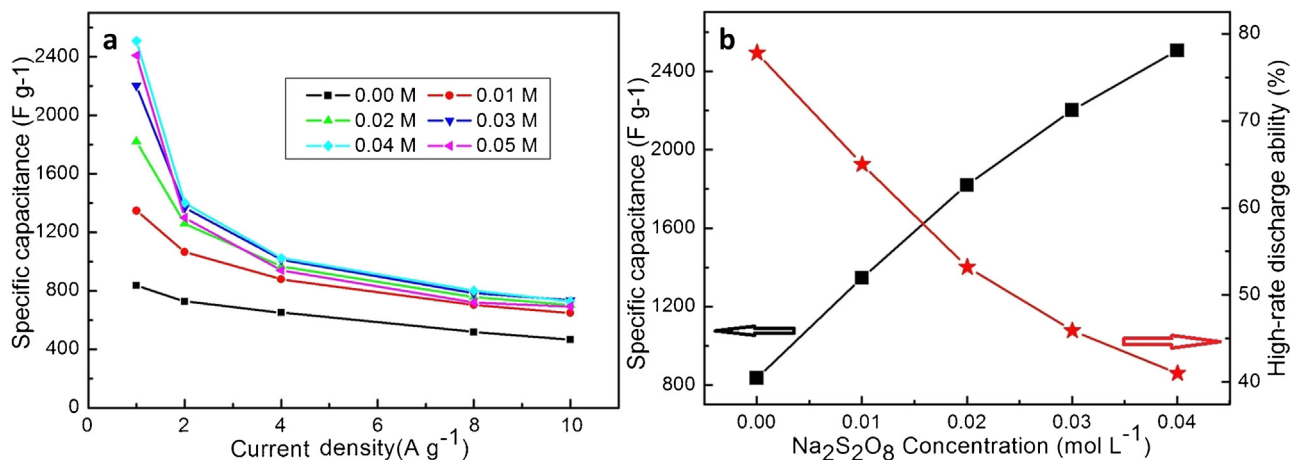 a
Specific capacitance (F g-1)
2400
2000
1600
1200
800
400
0
0.00 M 0.01 M
0.02 M 0.03 M
0.04 M 0.05 M
0 2 4 6 8 10
Current density(A g⁻¹)
b
Specific capacitance (F g-1)
2400
2000
1600
1200
800
High-rate discharge ability (%)
80
70
60
50
40
0.00 0.01 0.02 0.03 0.04
Na₂S₂O₈ Concentration (mol L⁻¹)